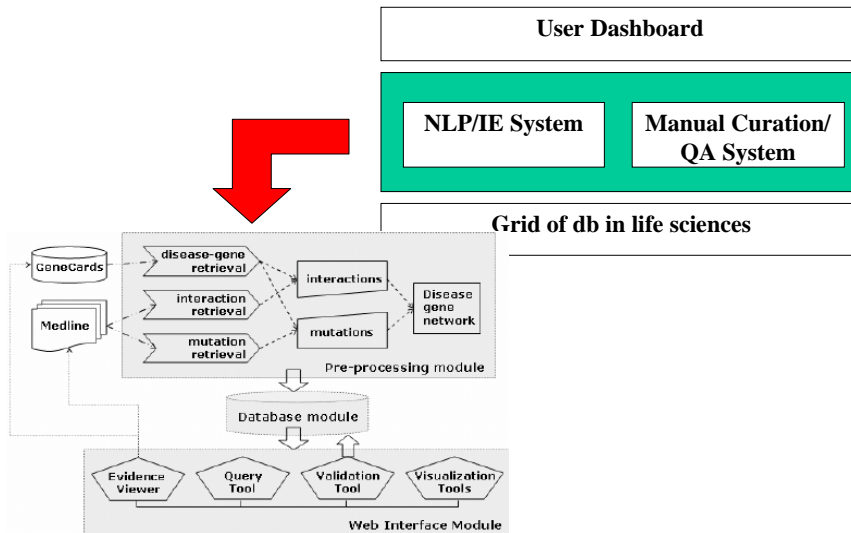 User Dashboard
NLP/IE System
Manual Curation/
QA System
Grid of db in life sciences
GeneCards
Medline
disease-gene
retrieval
interaction
retrieval
mutation
retrieval
interactions
mutations
Disease
gene
network
Pre-processing module
Database module
Evidence
Viewer
Query
Tool
Validation
Tool
Visualization
Tools
Web Interface Module